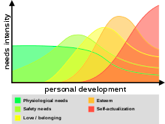 needs intensity
personal development
Physiological needs
Safety needs
Love / belonging
Esteem
Self-actualization